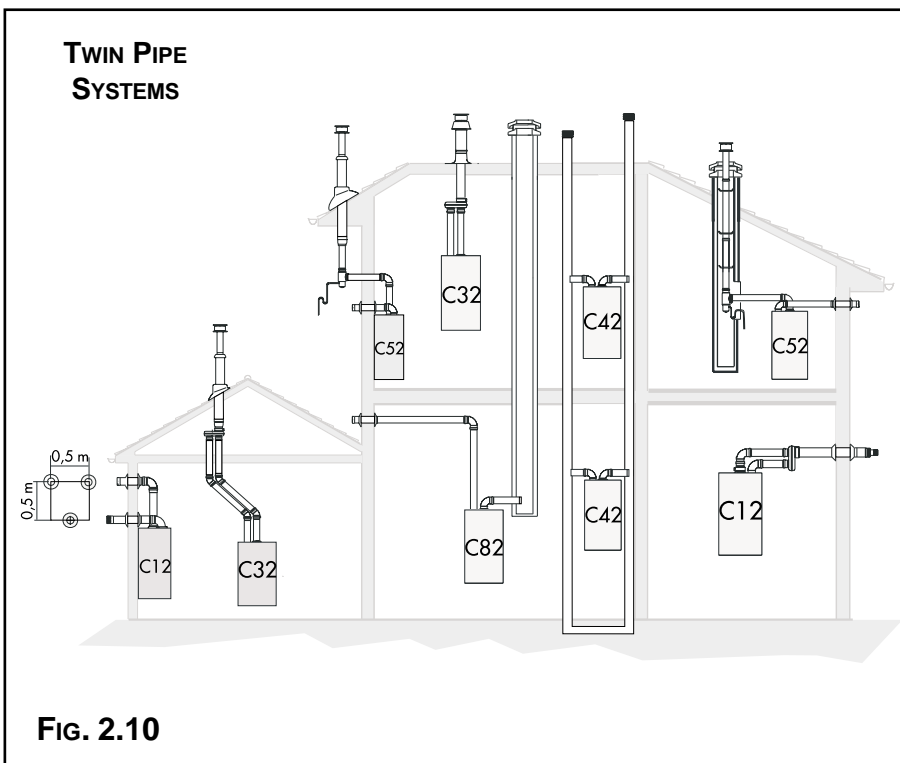 TWIN PIPE
SYSTEMS
C32
C42
C52
C52
0,5 m
0,5 m
C12
C32
C82
C42
C12
FIG. 2.10